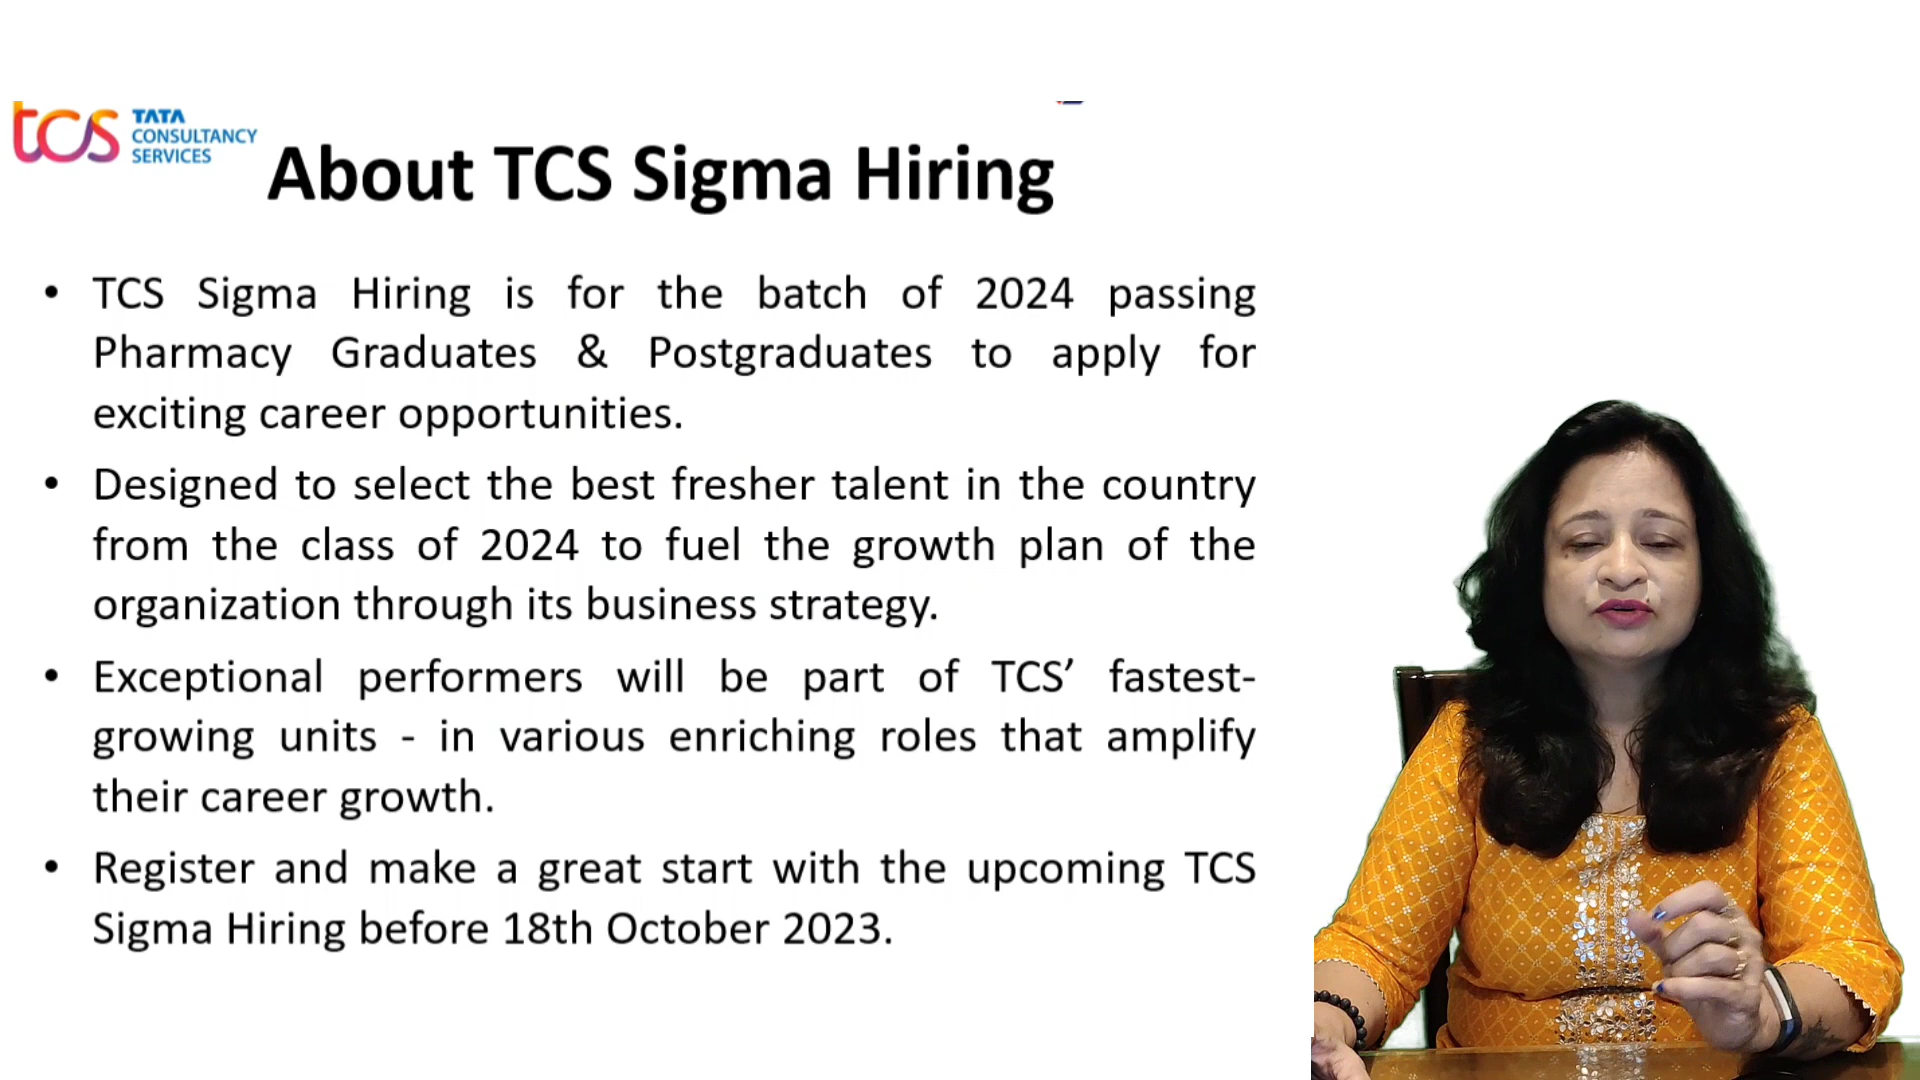 tcs TATA
CONSULTANCY
SERVICES
About TCS Sigma Hiring
• TCS Sigma Hiring is for the batch of 2024 passing
Pharmacy Graduates & Postgraduates to apply for
exciting career opportunities.
• Designed to select the best fresher talent in the country
from the class of 2024 to fuel the growth plan of the
organization through its business strategy.
• Exceptional performers will be part of TCS’ fastest-
growing units - in various enriching roles that amplify
their career growth.
• Register and make a great start with the upcoming TCS
Sigma Hiring before 18th October 2023.